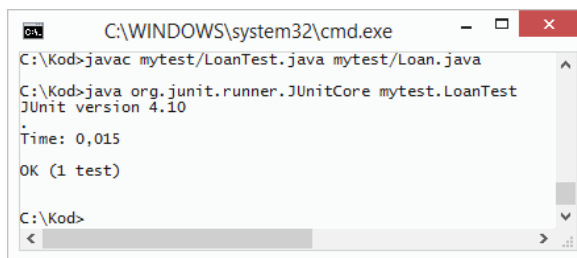 C:\WINDOWS\system32\cmd.exe
C:\Kod>javac mytest/LoanTest.java mytest/Loan.java
C:\Kod>java org.junit.runner.JUnitCore mytest.LoanTest
JUnit version 4.10
.
Time: 0,015
OK (1 test)
C:\Kod>